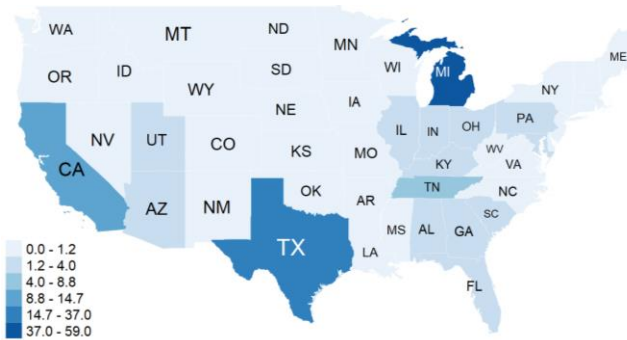 WA
MT
ND
MN
ME
OR
ID
SD
WI
MI
WY
NY
IA
NE
PA
NV
UT
CO
IL
IN
OH
WV
VA
CA
KS
MO
KY
TN
NC
AZ
NM
OK
AR
SC
TX
MS
AL
GA
LA
FL
0.0 - 1.2
1.2 - 4.0
4.0 - 8.8
8.8 - 14.7
14.7 - 37.0
37.0 - 59.0